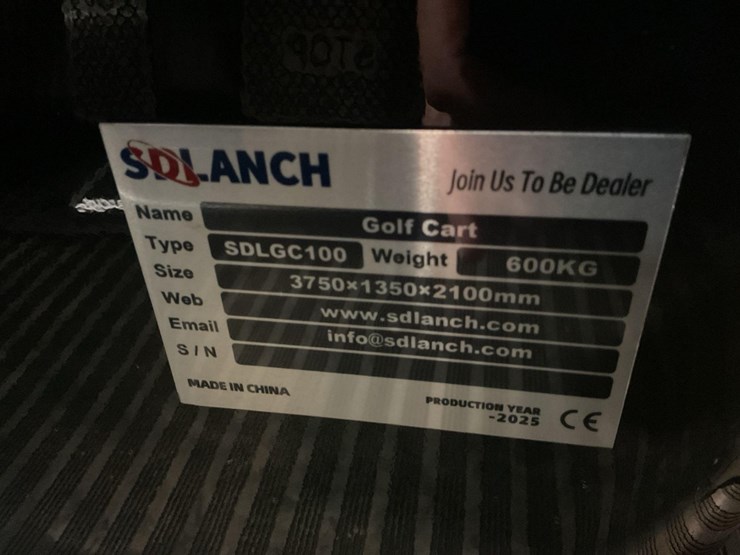 STOP
SDLANCH
Join Us To Be Dealer
Name Golf Cart
Type SDLGC100 Weight 600KG
Size 3750×1350×2100mm
Web www.sdlanch.com
Email info@sdlanch.com
S/N
MADE IN CHINA
PRODUCTION YEAR
-2025
CE